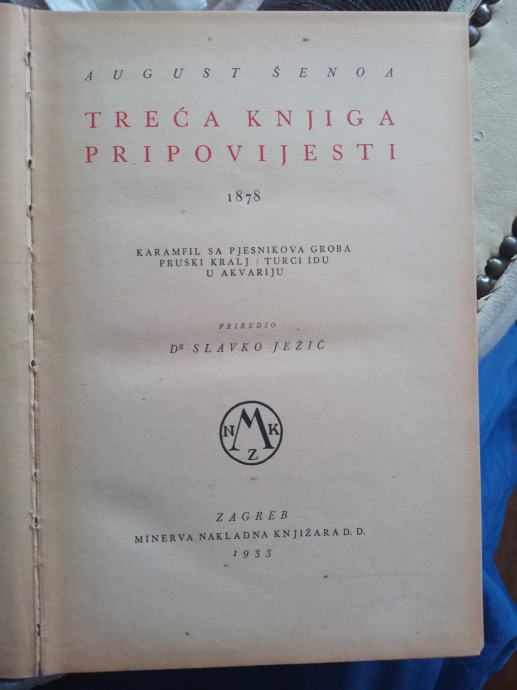 AUGUST ŠENOA
TREĆA KNJIGA
PRIPOVIJESTI
1878
KARAMFIL SA PJESNIKOVA GROBA
PRUSKI KRALJ / TURCI IDU
U AKVARIJU
PRIREDIO
DR SLAVKO JEŽIĆ
N M K
Z
ZAGREB
MINERVA NAKLADNA KNJIŽARA D. D.
1933